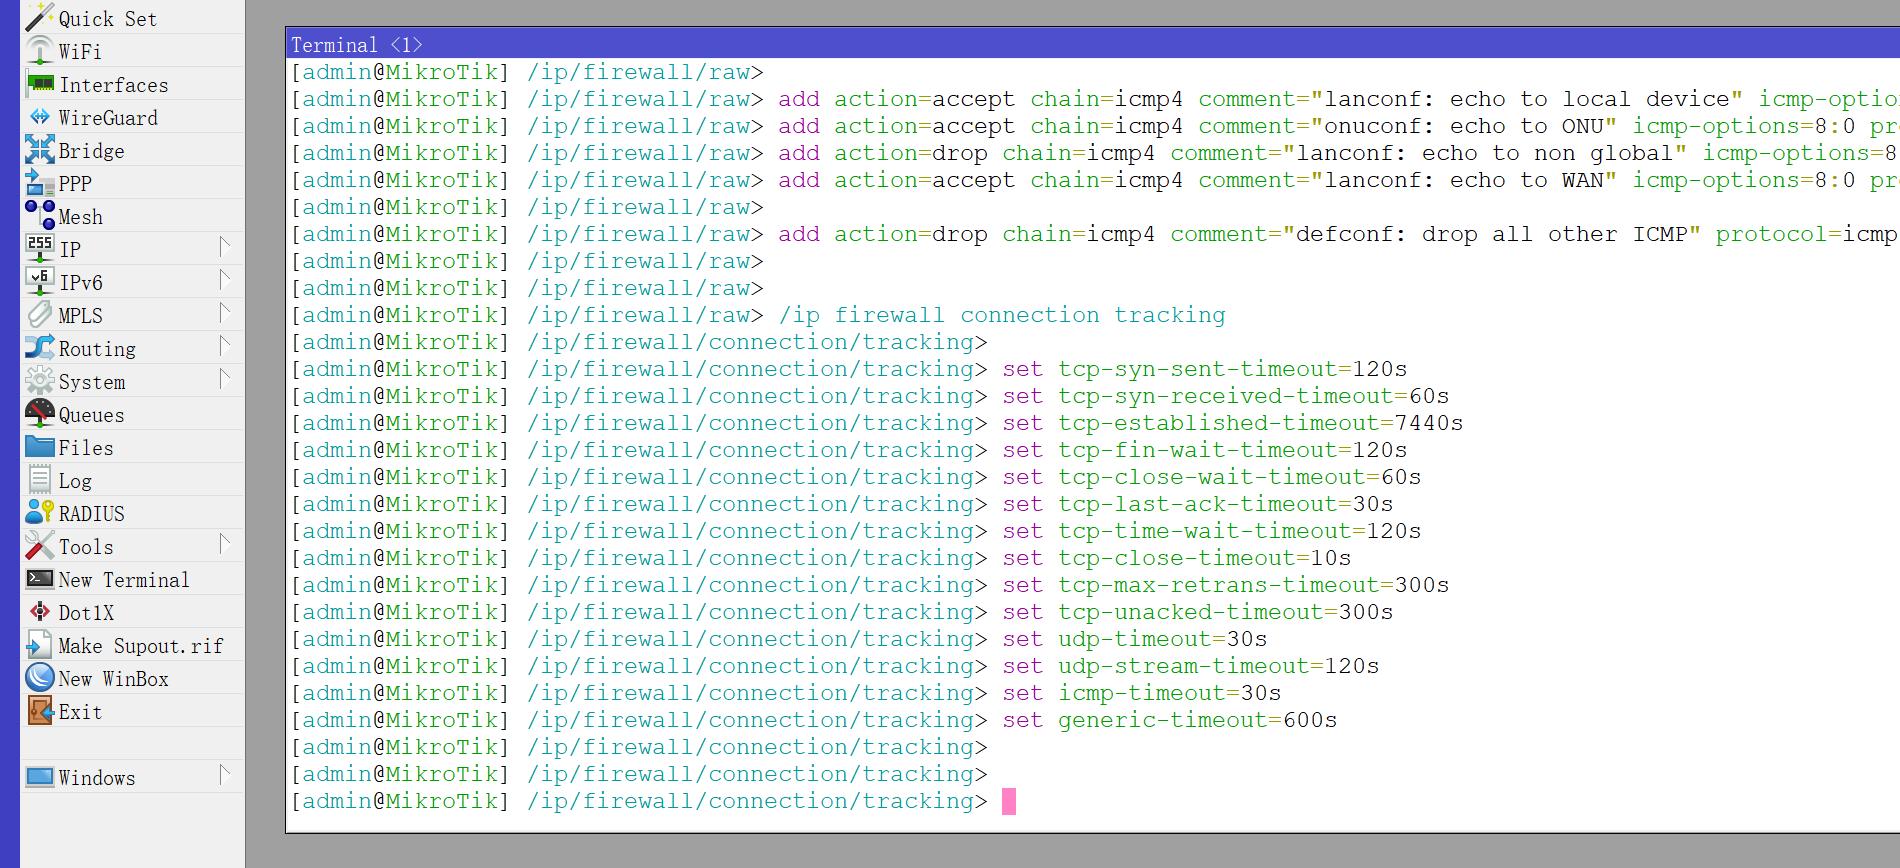 Quick Set
WiFi
Interfaces
WireGuard
Bridge
PPP
Mesh
255
IP
v6
IPv6
MPLS
Routing
System
Queues
Files
Log
RADIUS
Tools
New Terminal
Dot1X
Make Supout.rif
New WinBox
Exit
Windows
Terminal <1>
[admin@MikroTik] /ip/firewall/raw>
[admin@MikroTik] /ip/firewall/raw> add action=accept chain=icmp4 comment="lanconf: echo to local device" icmp-optio
[admin@MikroTik] /ip/firewall/raw> add action=accept chain=icmp4 comment="onuconf: echo to ONU" icmp-options=8:0 pr
[admin@MikroTik] /ip/firewall/raw> add action=drop chain=icmp4 comment="lanconf: echo to non global" icmp-options=8
[admin@MikroTik] /ip/firewall/raw> add action=accept chain=icmp4 comment="lanconf: echo to WAN" icmp-options=8:0 pr
[admin@MikroTik] /ip/firewall/raw>
[admin@MikroTik] /ip/firewall/raw> add action=drop chain=icmp4 comment="defconf: drop all other ICMP" protocol=icmp
[admin@MikroTik] /ip/firewall/raw>
[admin@MikroTik] /ip/firewall/raw>
[admin@MikroTik] /ip/firewall/raw> /ip firewall connection tracking
[admin@MikroTik] /ip/firewall/connection/tracking>
[admin@MikroTik] /ip/firewall/connection/tracking> set tcp-syn-sent-timeout=120s
[admin@MikroTik] /ip/firewall/connection/tracking> set tcp-syn-received-timeout=60s
[admin@MikroTik] /ip/firewall/connection/tracking> set tcp-established-timeout=7440s
[admin@MikroTik] /ip/firewall/connection/tracking> set tcp-fin-wait-timeout=120s
[admin@MikroTik] /ip/firewall/connection/tracking> set tcp-close-wait-timeout=60s
[admin@MikroTik] /ip/firewall/connection/tracking> set tcp-last-ack-timeout=30s
[admin@MikroTik] /ip/firewall/connection/tracking> set tcp-time-wait-timeout=120s
[admin@MikroTik] /ip/firewall/connection/tracking> set tcp-close-timeout=10s
[admin@MikroTik] /ip/firewall/connection/tracking> set tcp-max-retrans-timeout=300s
[admin@MikroTik] /ip/firewall/connection/tracking> set tcp-unacked-timeout=300s
[admin@MikroTik] /ip/firewall/connection/tracking> set udp-timeout=30s
[admin@MikroTik] /ip/firewall/connection/tracking> set udp-stream-timeout=120s
[admin@MikroTik] /ip/firewall/connection/tracking> set icmp-timeout=30s
[admin@MikroTik] /ip/firewall/connection/tracking> set generic-timeout=600s
[admin@MikroTik] /ip/firewall/connection/tracking>
[admin@MikroTik] /ip/firewall/connection/tracking>
[admin@MikroTik] /ip/firewall/connection/tracking>